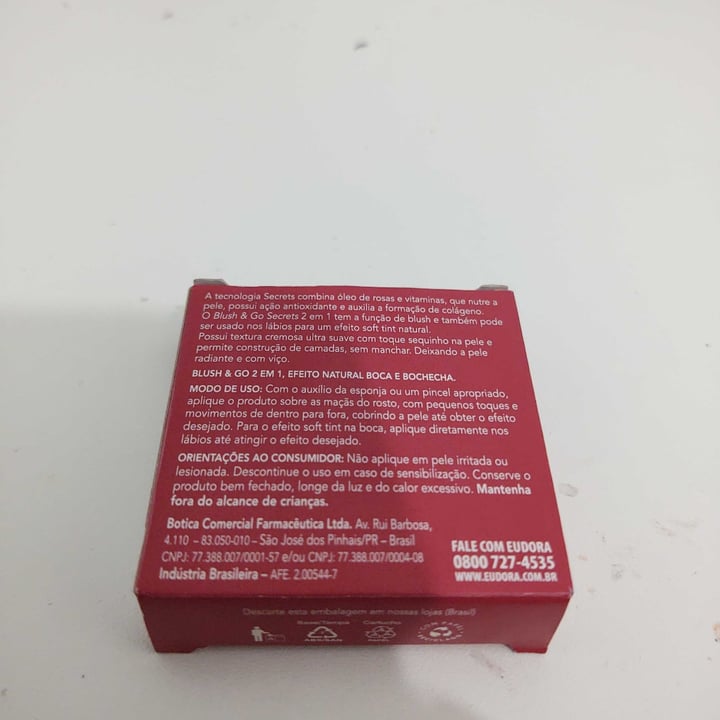 A tecnologia Secrets combina óleo de rosas e vitaminas, que nutre a
pele, possui ação antioxidante e auxilia a formação de colágeno.
O Blush & Go Secrets 2 em 1 tem a função de blush e também pode
ser usado nos lábios para um efeito soft tint natural.
Possui textura cremosa ultra suave com toque sequinho na pele e
permite construção de camadas, sem manchar. Deixando a pele
radiante e com viço.
BLUSH & GO 2 EM 1, EFEITO NATURAL BOCA E BOCHECHA.
MODO DE USO: Com o auxílio da esponja ou um pincel apropriado,
aplique o produto sobre as maçãs do rosto, com pequenos toques e
movimentos de dentro para fora, cobrindo a pele até obter o efeito
desejado. Para o efeito soft tint na boca, aplique diretamente nos
lábios até atingir o efeito desejado.
ORIENTAÇÕES AO CONSUMIDOR: Não aplique em pele irritada ou
lesionada. Descontinue o uso em caso de sensibilização. Conserve o
produto bem fechado, longe da luz e do calor excessivo. Mantenha
fora do alcance de crianças.
Botica Comercial Farmacêutica Ltda. Av. Rui Barbosa,
4.110 – 83.050-010 – São José dos Pinhais/PR – Brasil
CNPJ: 77.388.007/0001-57 e/ou CNPJ: 77.388.007/0004-08
Indústria Brasileira – AFE. 2.00544-7
FALE COM EUDORA
0800 727-4535
WWW.EUDORA.COM.BR
Descarte esta embalagem em nossas lojas (Brasil)
Base/Tampa
Cartucho